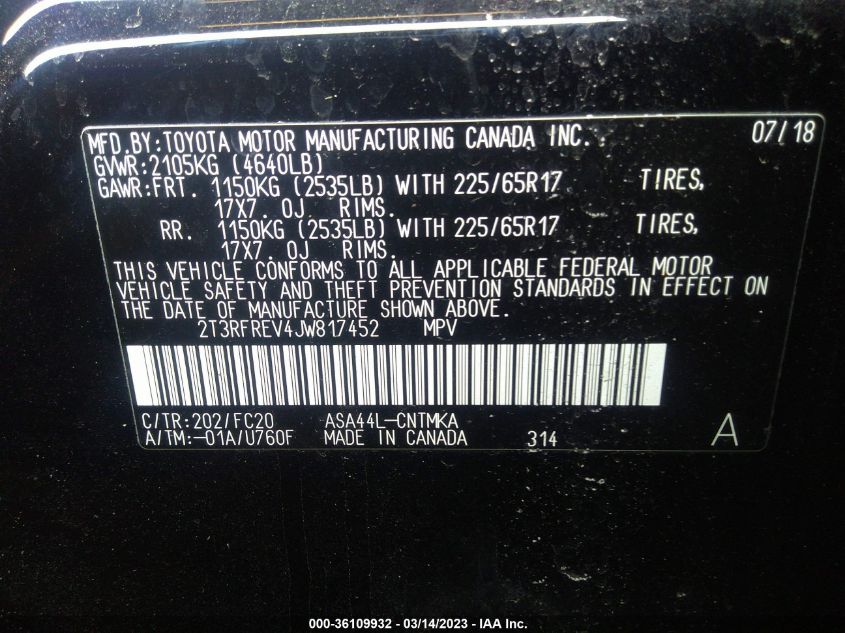 MFD.BY:TOYOTA MOTOR MANUFACTURING CANADA INC. 07/18
GVWR:2105KG (4640LB)
GAWR:FRT. 1150KG (2535LB) WITH 225/65R17 TIRES,
17X7.0J RIMS.
RR. 1150KG (2535LB) WITH 225/65R17 TIRES,
17X7.0J RIMS.
THIS VEHICLE CONFORMS TO ALL APPLICABLE FEDERAL MOTOR
VEHICLE SAFETY AND THEFT PREVENTION STANDARDS IN EFFECT ON
THE DATE OF MANUFACTURE SHOWN ABOVE.
2T3RFREV4JW817452 MPV
C/TR:202/FC20 ASA44L-CNTMKA
A/TM:-01A/U760F MADE IN CANADA 314 A
000-36109932 - 03/14/2023 - IAA Inc.